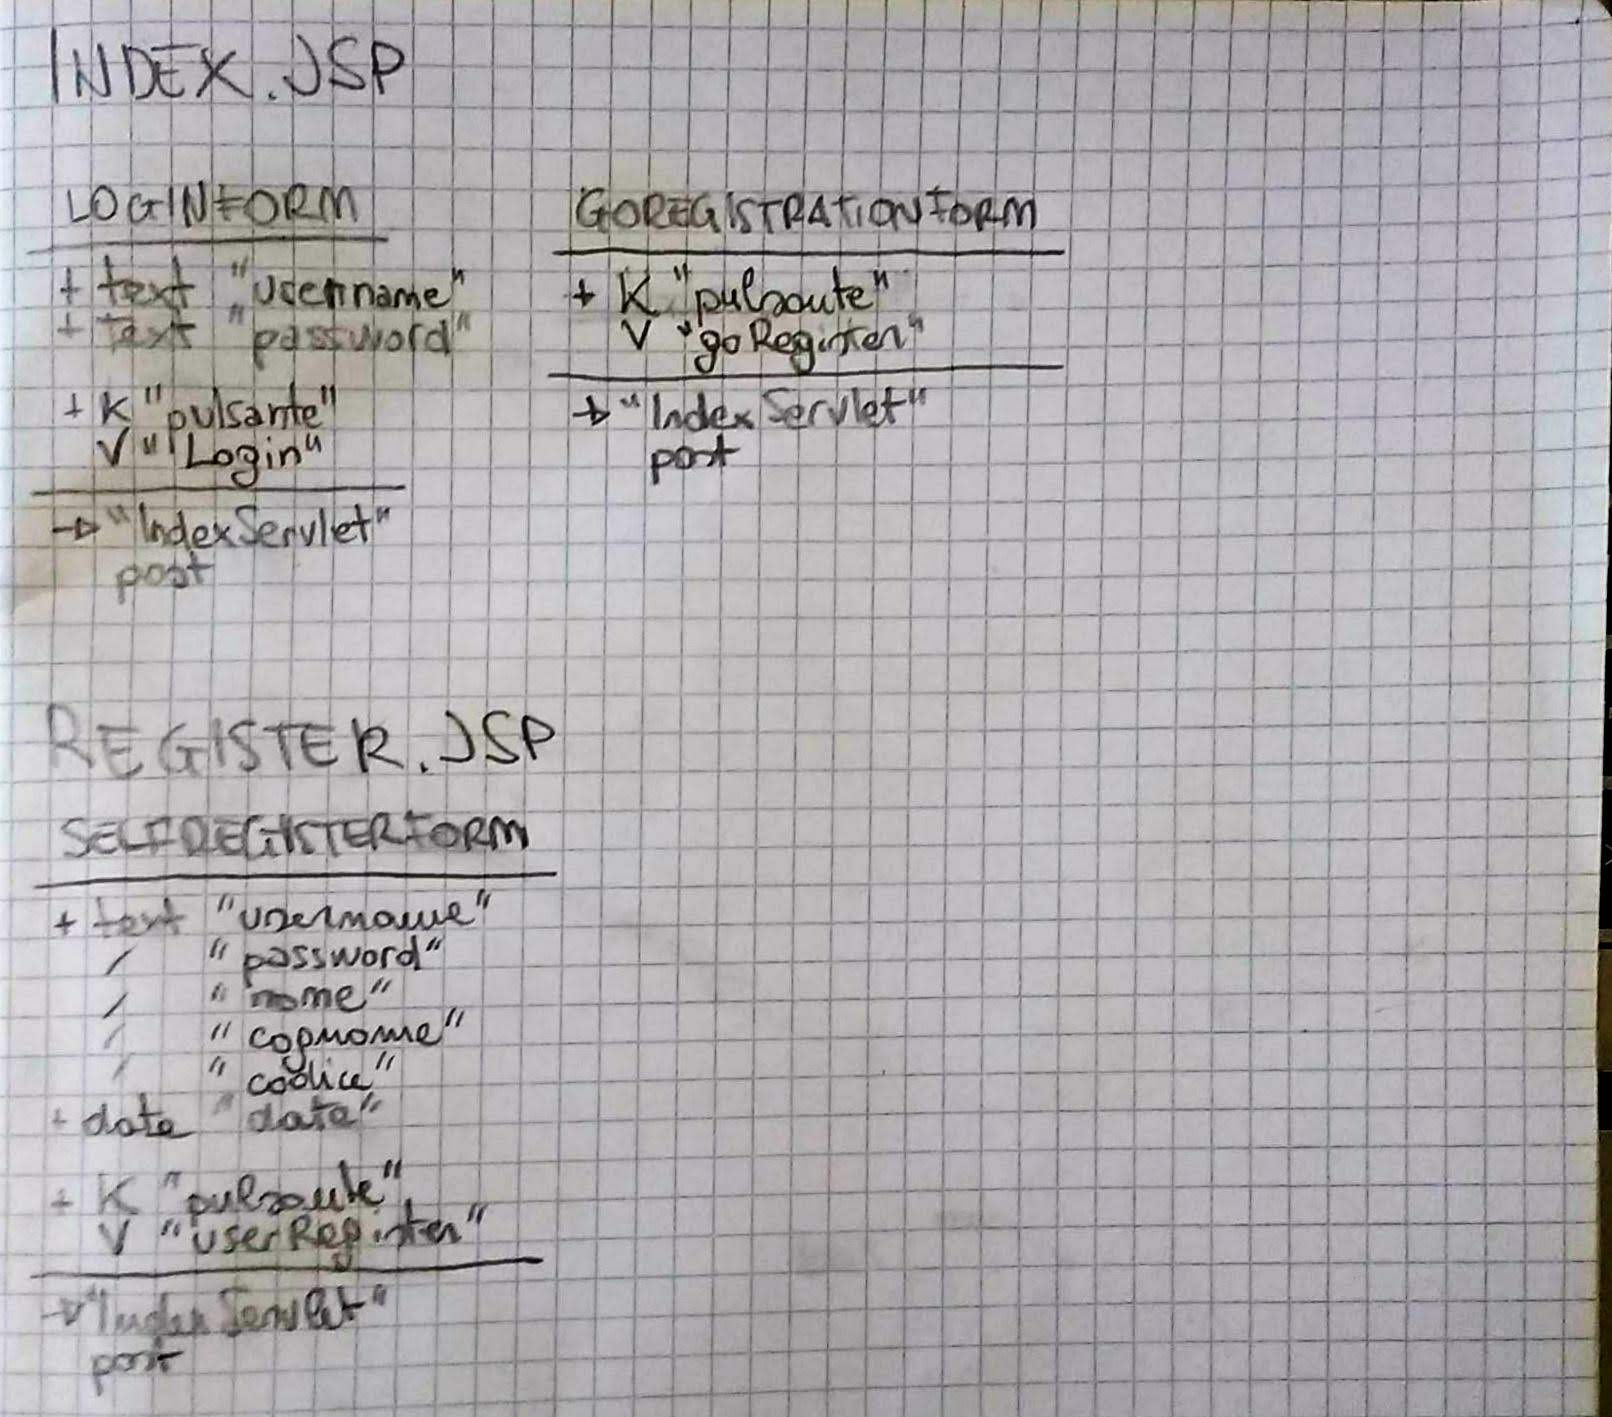 INDEX.JSP
LOGINFORM
+ text "username"
+ text "password"
+ K "pulsante"
V "Login"
→ "IndexServlet"
post
GOREGISTRATIONFORM
+ K "pulsante"
V "goRegister"
→ "IndexServlet"
post
REGISTER.JSP
SELFREGISTERFORM
+ text "username"
/ "password"
/ "nome"
/ "cognome"
/ "codice"
+ date "data"
+ K "pulsante"
V "userRegister"
→ "IndexServlet"
post